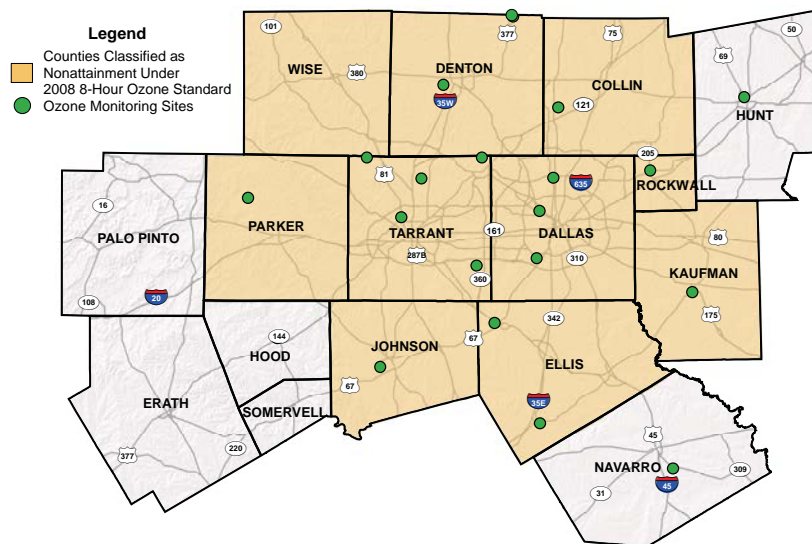 Legend
Counties Classified as
Nonattainment Under
2008 8-Hour Ozone Standard
Ozone Monitoring Sites
101
377
75
50
69
WISE
380
DENTON
COLLIN
35W
121
HUNT
205
81
635
ROCKWALL
16
PALO PINTO
PARKER
TARRANT
161
DALLAS
80
287B
310
KAUFMAN
360
108
20
175
342
144
67
HOOD
JOHNSON
ELLIS
67
ERATH
SOMERVELL
35E
377
220
45
NAVARRO
309
45
31